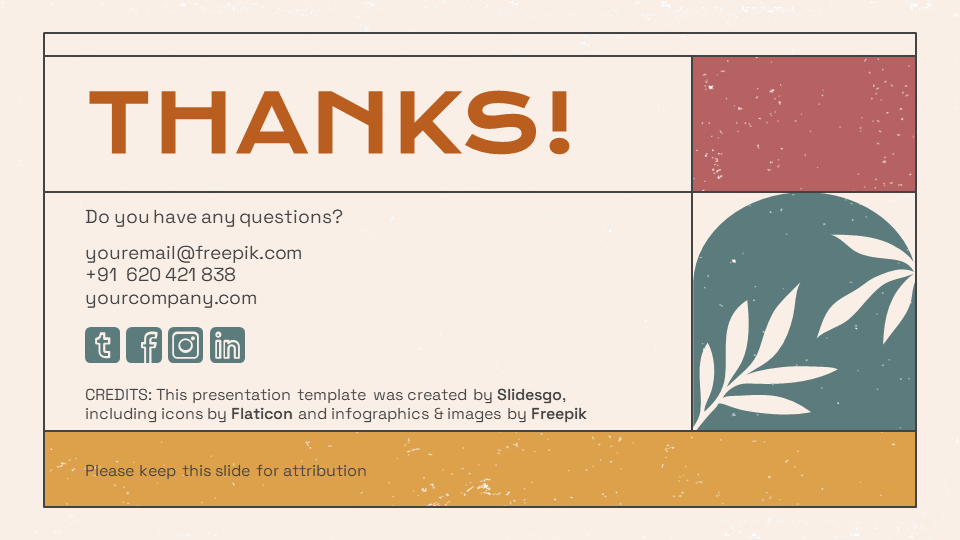 THANKS!
Do you have any questions?
youremail@freepik.com
+91 620 421 838
yourcompany.com
CREDITS: This presentation template was created by Slidesgo,
including icons by Flaticon and infographics & images by Freepik
Please keep this slide for attribution